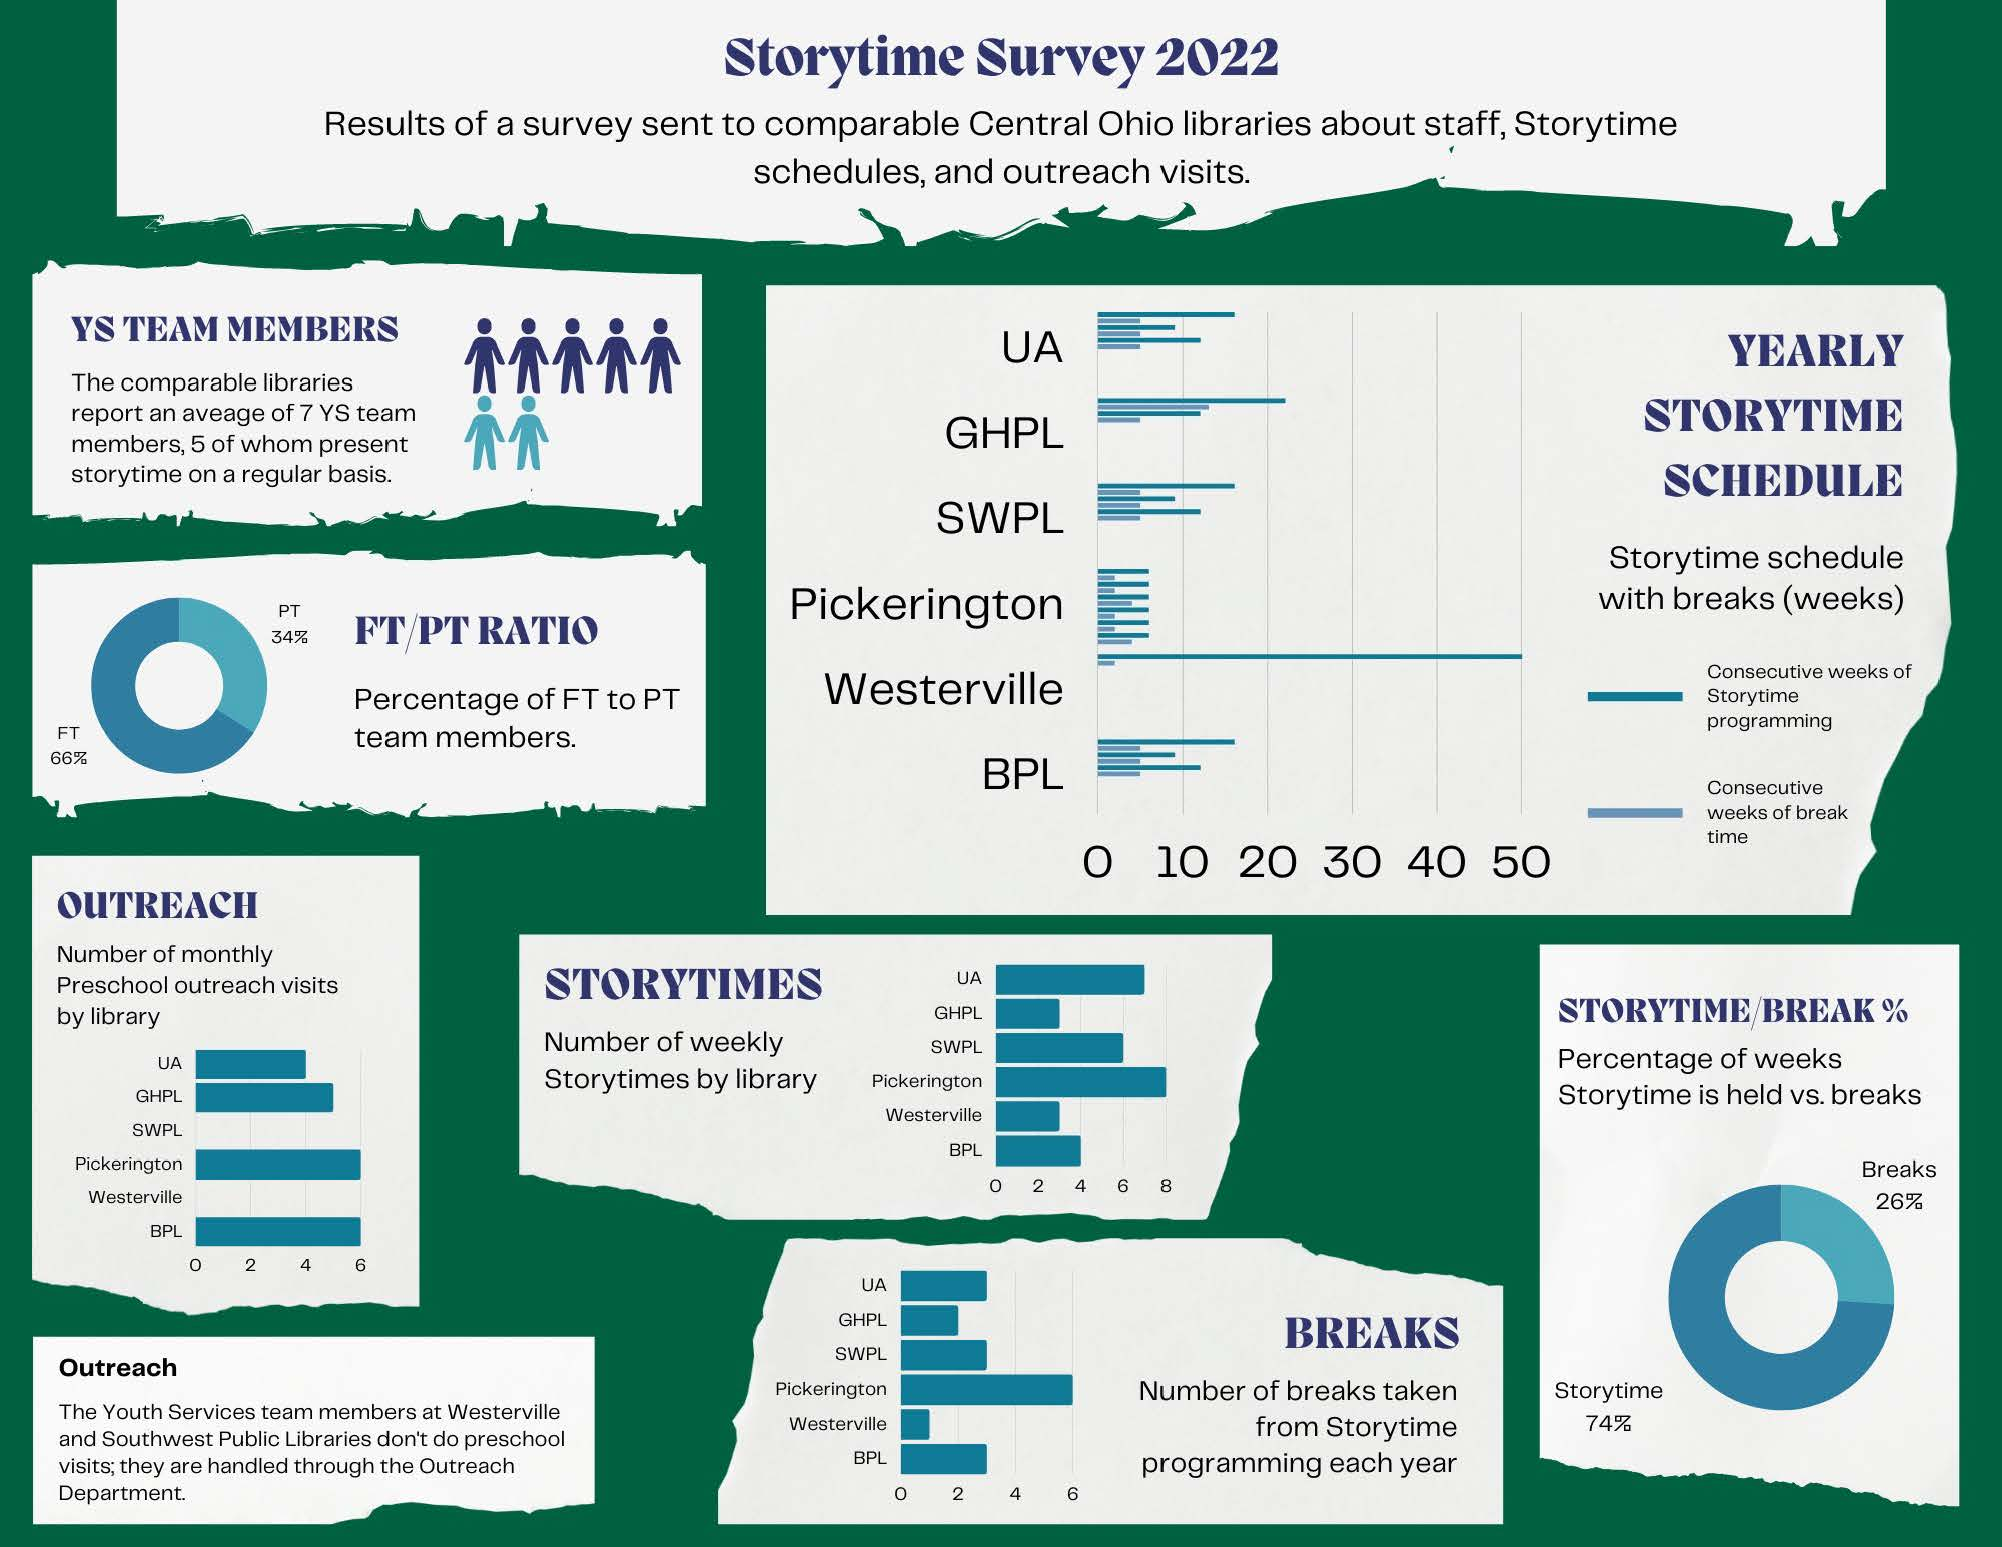 Storytime Survey 2022
Results of a survey sent to comparable Central Ohio libraries about staff, Storytime
schedules, and outreach visits.
YS TEAM MEMBERS
The comparable libraries
report an aveage of 7 YS team
members, 5 of whom present
storytime on a regular basis.
PT
34%
FT
66%
FT/PT RATIO
Percentage of FT to PT
team members.
UA
GHPL
SWPL
Pickerington
Westerville
BPL
0 10 20 30 40 50
YEARLY
STORYTIME
SCHEDULE
Storytime schedule
with breaks (weeks)
Consecutive weeks of
Storytime
programming
Consecutive
weeks of break
time
OUTREACH
Number of monthly
Preschool outreach visits
by library
UA
GHPL
SWPL
Pickerington
Westerville
BPL
0 2 4 6
STORYTIMES
Number of weekly
Storytimes by library
UA
GHPL
SWPL
Pickerington
Westerville
BPL
0 2 4 6 8
STORYTIME/BREAK %
Percentage of weeks
Storytime is held vs. breaks
Breaks
26%
Storytime
74%
UA
GHPL
SWPL
Pickerington
Westerville
BPL
0 2 4 6
BREAKS
Number of breaks taken
from Storytime
programming each year
Outreach
The Youth Services team members at Westerville
and Southwest Public Libraries don't do preschool
visits; they are handled through the Outreach
Department.